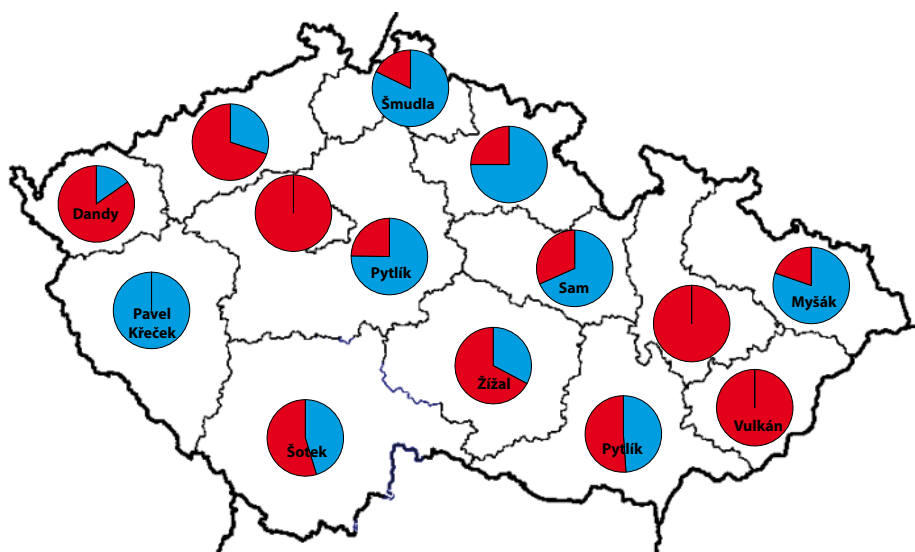 Šmudla
Dandy
Pytlík
Sam
Myšák
Pavel
Křeček
Žížal
Vulkán
Šotek
Pytlík